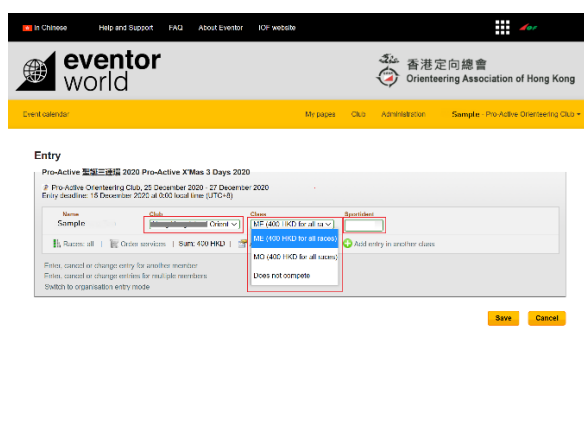 In Chinese Help and Support FAQ About Eventor IOF website
eventor
world
香港定向總會
Orienteering Association of Hong Kong
Event calendar My pages Club Administration Sample - Pro-Active Orienteering Club
Entry
Pro-Active 聖誕三連環 2020 Pro-Active X'Mas 3 Days 2020
Pro-Active Orienteering Club, 25 December 2020 - 27 December 2020
Entry deadline: 15 December 2020 at 0:00 local time (UTC+8)
Name Club Class Sportident
Sample Orient ME (400 HKD for all ra
Races: all | Order services | Sum: 400 HKD | Add entry in another class
ME (400 HKD for all races)
MO (400 HKD for all races)
Does not compete
Enter, cancel or change entry for another member
Enter, cancel or change entries for multiple members
Switch to organisation entry mode
Save Cancel